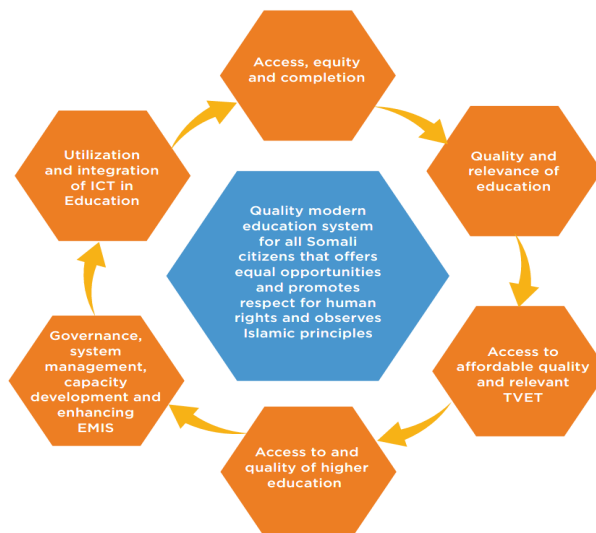 Access, equity
and completion
Quality and
relevance of
education
Access to
affordable quality
and relevant
TVET
Access to and
quality of higher
education
Governance,
system
management,
capacity
development and
enhancing
EMIS
Utilization
and integration
of ICT in
Education
Quality modern
education system
for all Somali
citizens that offers
equal opportunities
and promotes
respect for human
rights and observes
Islamic principles